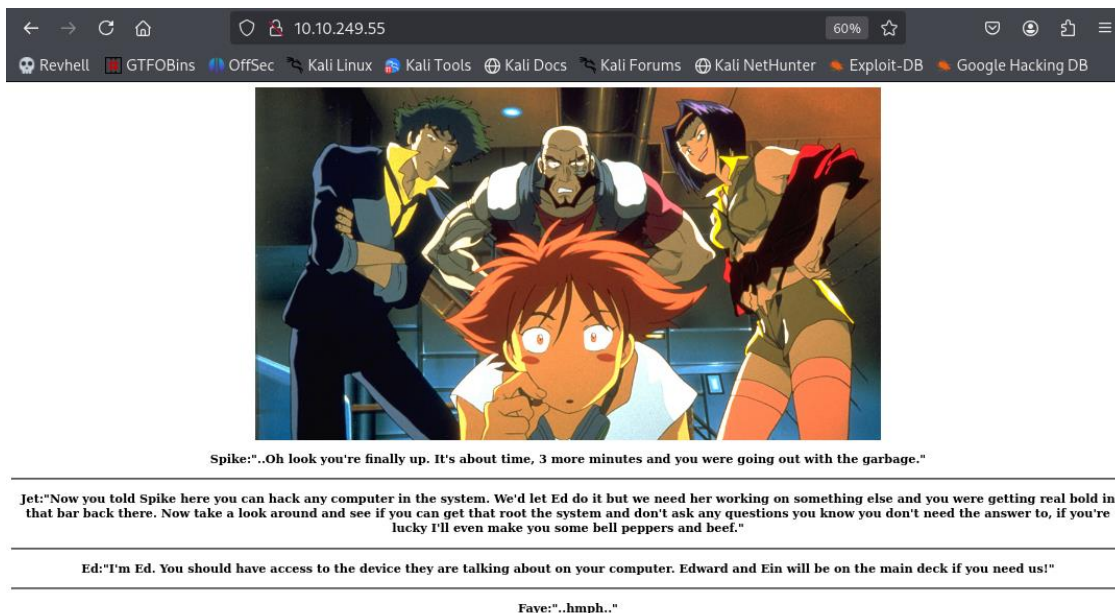 10.10.249.55
60%
Revhell GTFOBins OffSec Kali Linux Kali Tools Kali Docs Kali Forums Kali NetHunter Exploit-DB Google Hacking DB
Spike:"..Oh look you're finally up. It's about time, 3 more minutes and you were going out with the garbage."
Jet:"Now you told Spike here you can hack any computer in the system. We'd let Ed do it but we need her working on something else and you were getting real bold in
that bar back there. Now take a look around and see if you can get that root the system and don't ask any questions you know you don't need the answer to, if you're
lucky I'll even make you some bell peppers and beef."
Ed:"I'm Ed. You should have access to the device they are talking about on your computer. Edward and Ein will be on the main deck if you need us!"
Faye:"..hmph.."